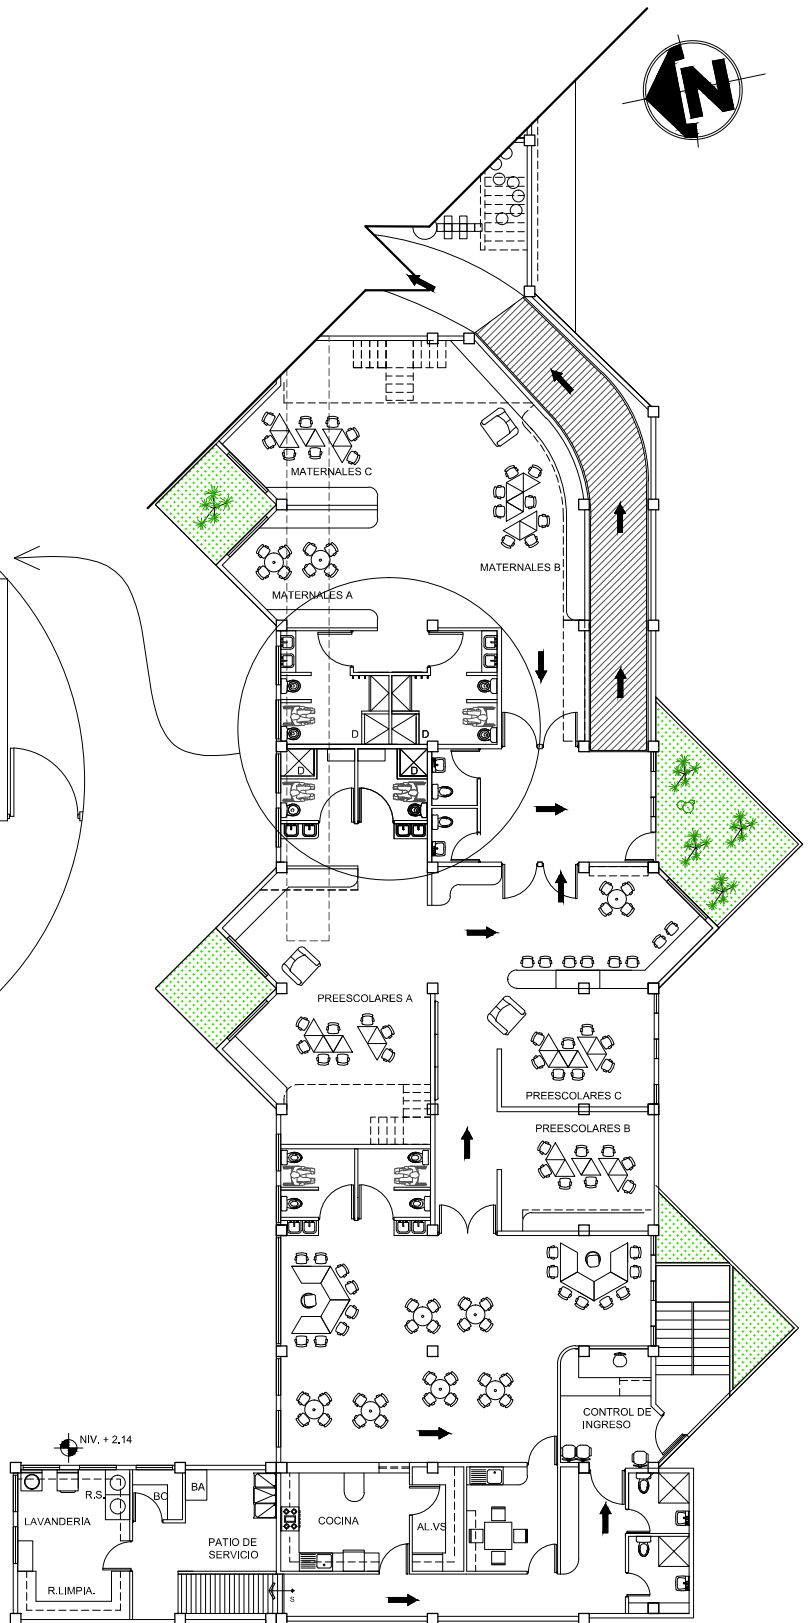 N
MATERNALES C
MATERNALES B
MATERNALES A
D
D
D
D
PREESCOLARES A
PREESCOLARES C
PREESCOLARES B
CONTROL DE
INGRESO
NIV. + 2.14
BA
R.S.
BC
LAVANDERÍA
COCINA
AL.VS
PATIO DE
SERVICIO
R.LIMPIA.
S